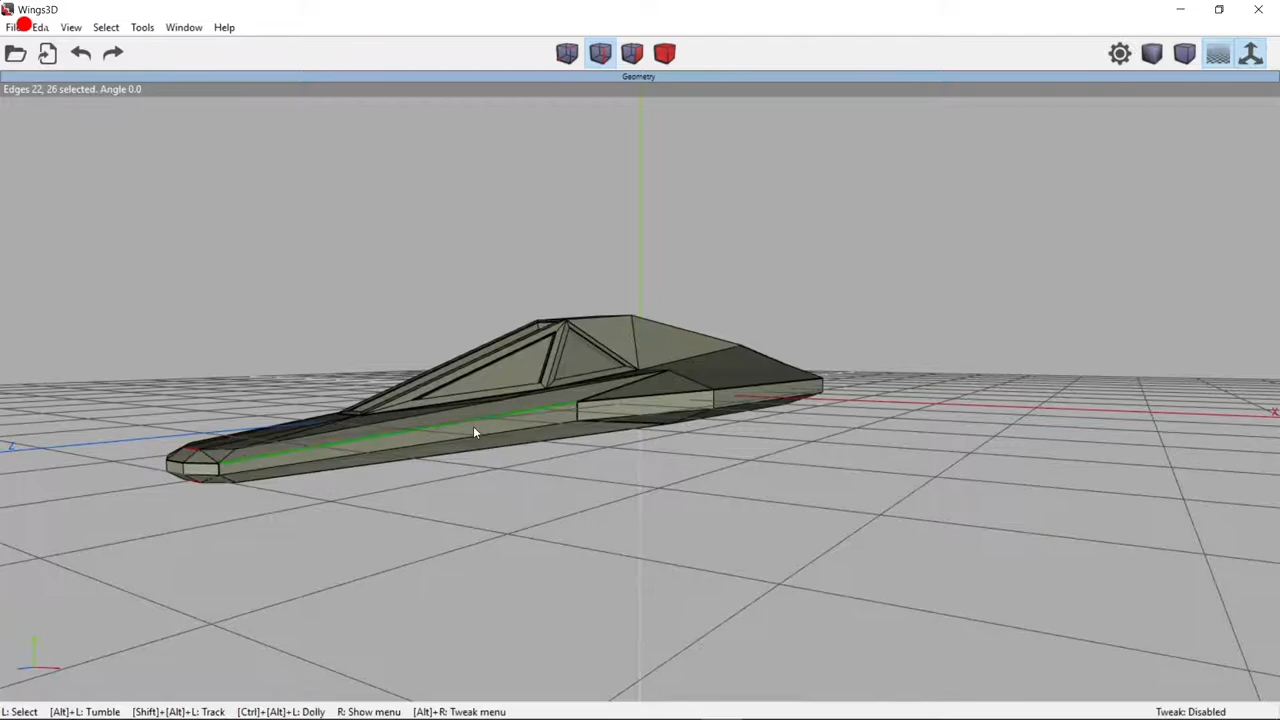 Wings3D
File Edit View Select Tools Window Help
Geometry
Edges 22, 26 selected. Angle 0.0
Z
X
L: Select [Alt]+L: Tumble [Shift]+[Alt]+L: Track [Ctrl]+[Alt]+L: Dolly R: Show menu [Alt]+R: Tweak menu Tweak: Disabled